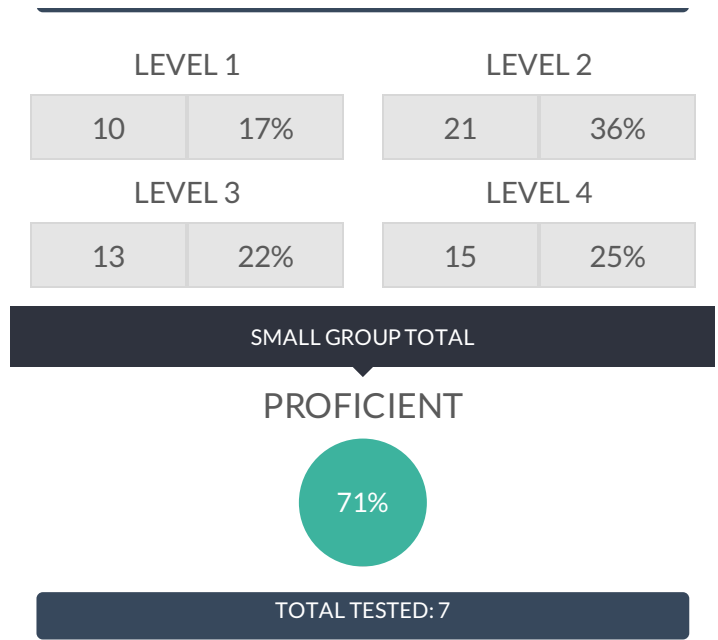 LEVEL 1 LEVEL 2
10 17% 21 36%
LEVEL 3 LEVEL 4
13 22% 15 25%
SMALL GROUP TOTAL
PROFICIENT
71%
TOTAL TESTED: 7